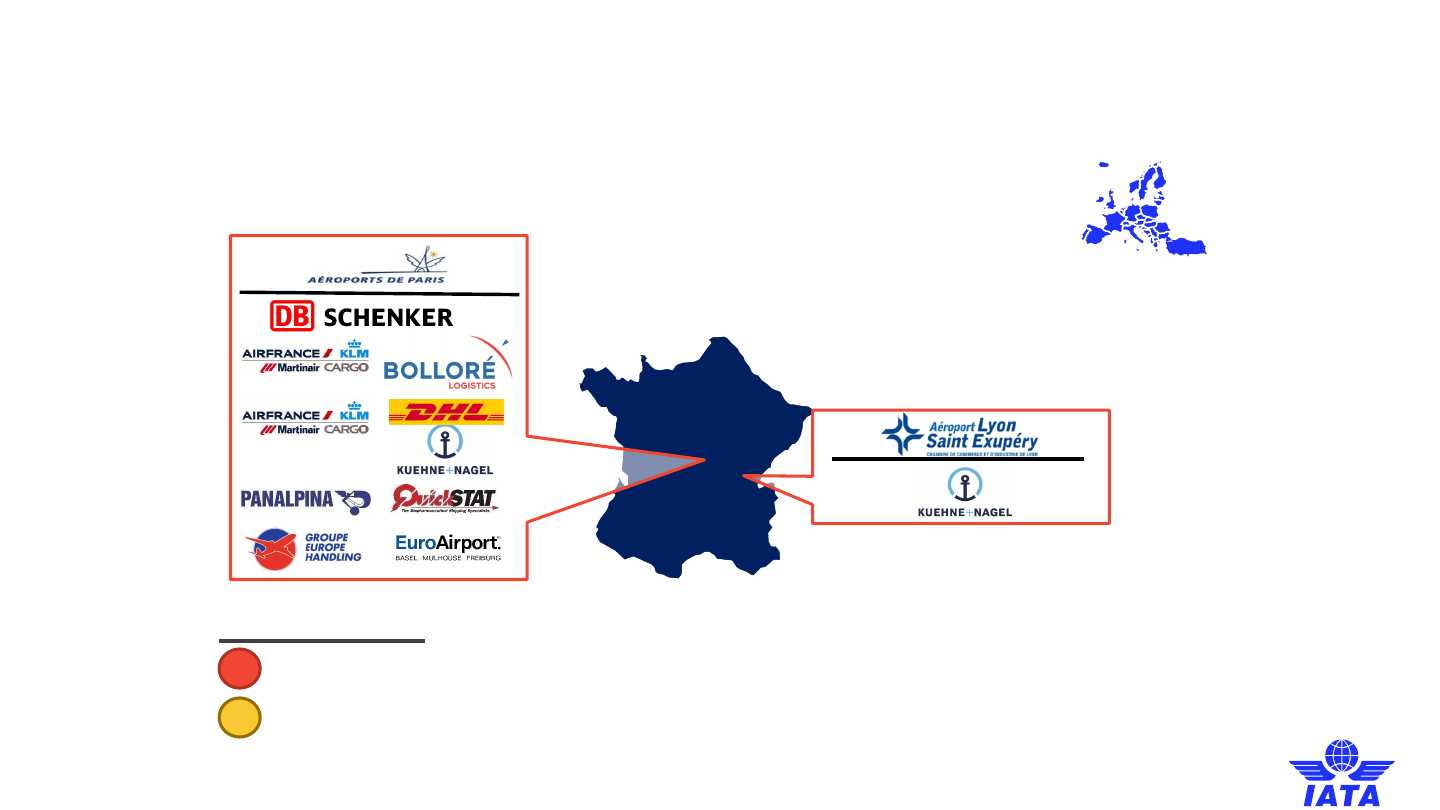 AÉROPORTS DE PARIS
DB SCHENKER
AIRFRANCE KLM
Martinair CARGO
BOLLORÉ
LOGISTICS
AIRFRANCE KLM
Martinair CARGO
DHL
KUEHNE+NAGEL
PANALPINA
QuickSTAT
The Biopharmaceutical Shipping Specialists
GROUPE
EUROPE
HANDLING
EuroAirport
BASEL MULHOUSE FREIBURG
Aéroport Lyon
Saint Exupéry
CHAMBRE DE COMMERCE ET D'INDUSTRIE DE LYON
KUEHNE+NAGEL
IATA